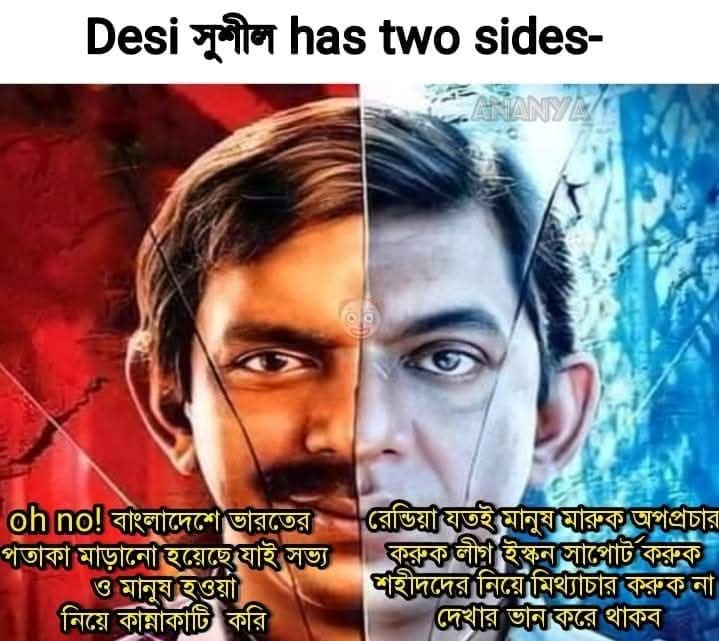 Desi সুশীল has two sides-
ANANYA
oh no! বাংলাদেশে ভারতের
পতাকা মাড়ানো হয়েছে যাই সভ্য
ও মানুষ হওয়া
নিয়ে কান্নাকাটি করি
রেন্ডিয়া যতই মানুষ মারুক অপপ্রচার
করুক লীগ ইস্কন সাপোর্ট করুক
শহীদদের নিয়ে মিথ্যাচার করুক না
দেখার ভান করে থাকব